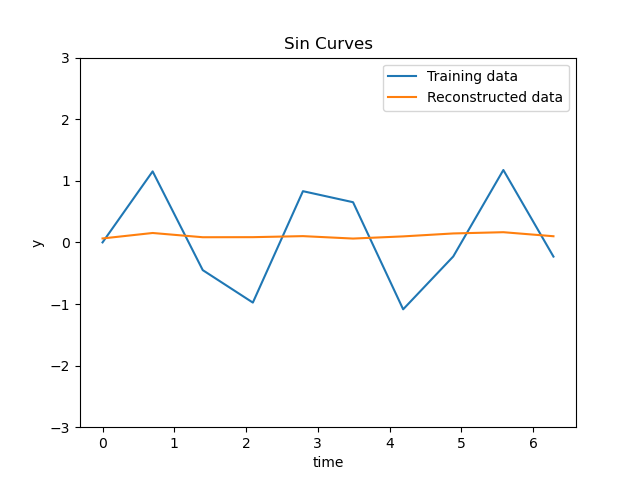 Sin Curves
Training data
Reconstructed data
3
2
1
0
−1
−2
−3
y
0 1 2 3 4 5 6
time